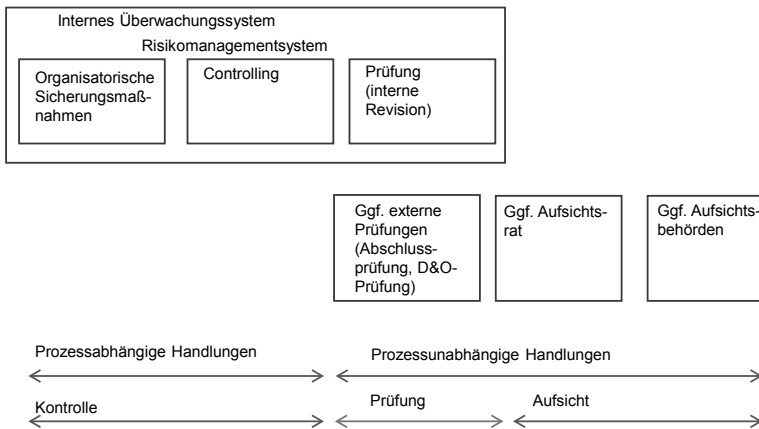 Internes Überwachungssystem
Risikomanagementsystem
Organisatorische
Sicherungsmaß-
nahmen
Controlling
Prüfung
(interne
Revision)
Ggf. externe
Prüfungen
(Abschluss-
prüfung, D&O-
Prüfung)
Ggf. Aufsichts-
rat
Ggf. Aufsichts-
behörden
Prozessabhängige Handlungen
Prozessunabhängige Handlungen
Kontrolle
Prüfung
Aufsicht